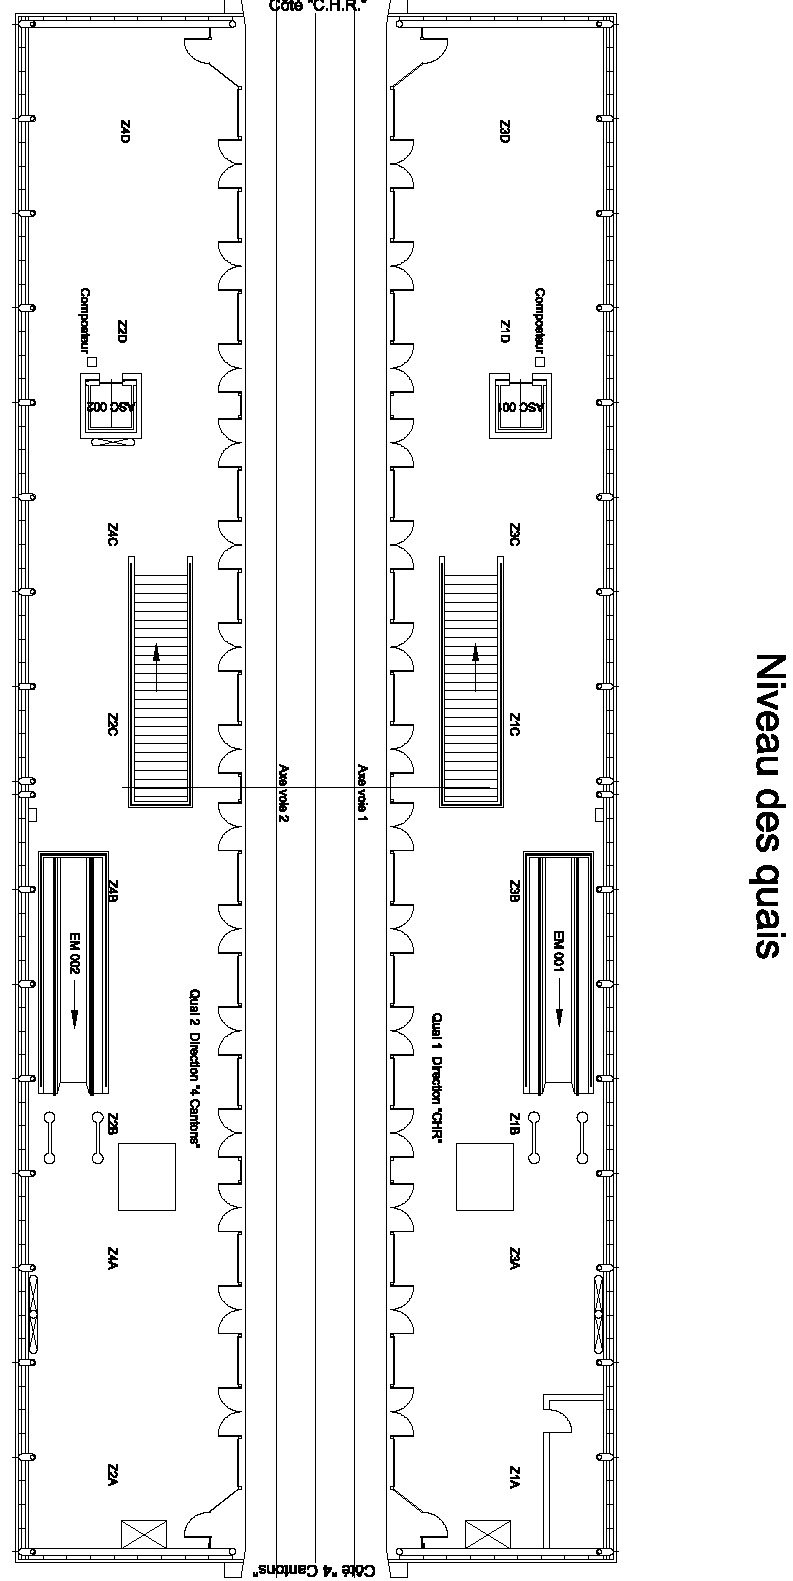 Côté "C.H.R."
Z4D
Z3D
Composteur
Z2D
Z1D
Composteur
ASC 002
ASC 001
Z4C
Z3C
Z2C
Z1C
Axe voie 2
Axe voie 1
Niveau des quais
Z4B
Z3B
EM 002
EM 001
Quai 2 Direction "4 Cantons"
Quai 1 Direction "CHR"
Z2B
Z1B
Z4A
Z3A
Z2A
Z1A
Côté "4 Cantons"